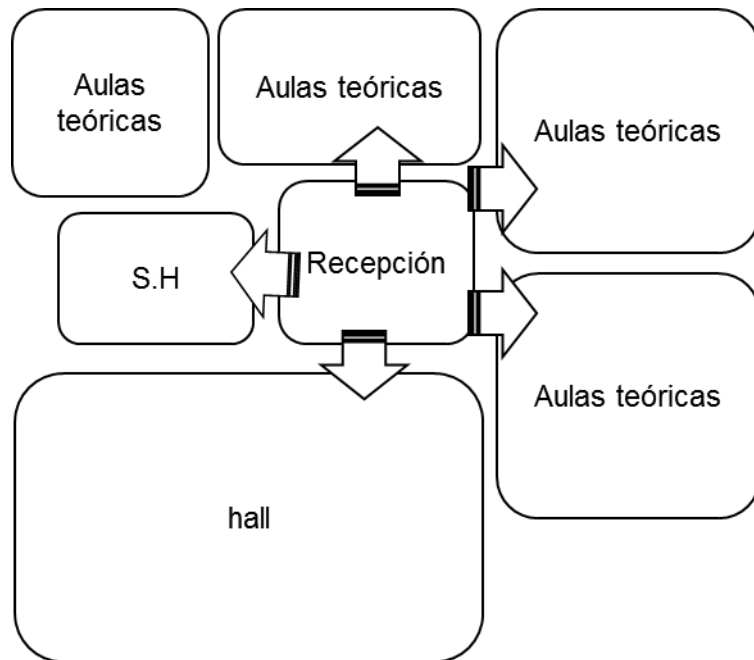 Aulas
teóricas
Aulas teóricas
Aulas teóricas
S.H
Recepción
Aulas teóricas
hall